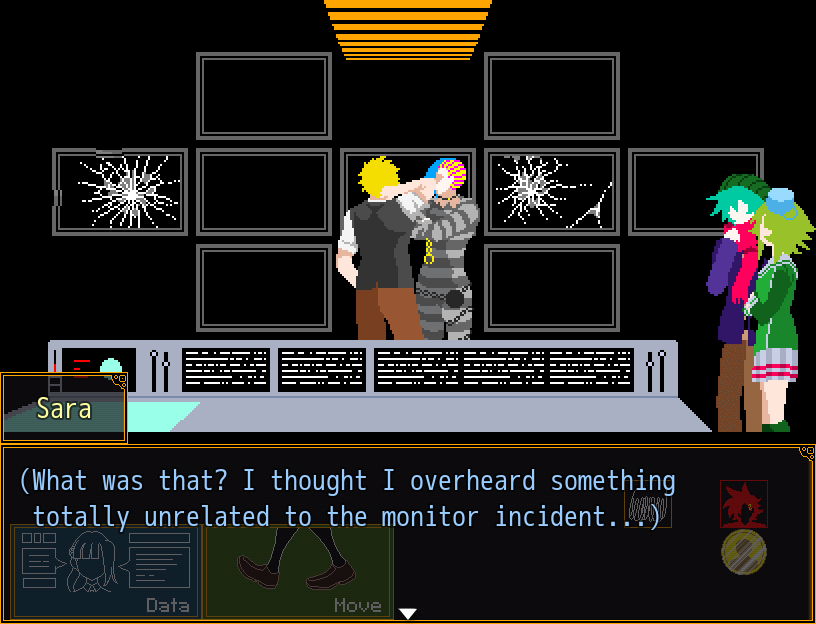 Sara
(What was that? I thought I overheard something
totally unrelated to the monitor incident...)
Data
Move